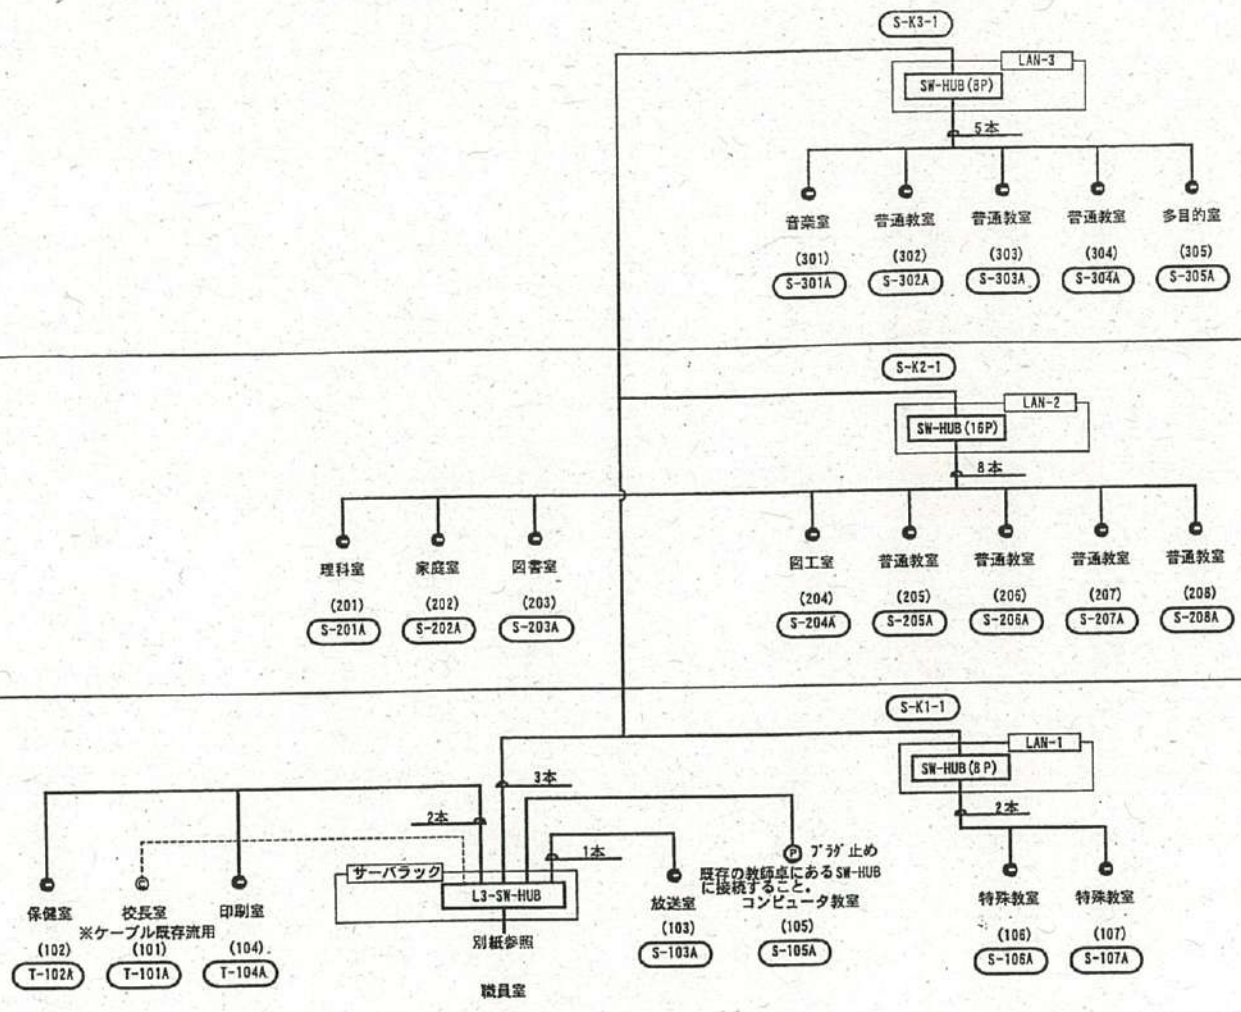 S-K3-1
LAN-3
SW-HUB(8P)
5本
音楽室
普通教室
普通教室
普通教室
多目的室
(301)
(302)
(303)
(304)
(305)
S-301A
S-302A
S-303A
S-304A
S-305A
S-K2-1
LAN-2
SW-HUB(16P)
8本
理科室
家庭室
図書室
図工室
普通教室
普通教室
普通教室
普通教室
(201)
(202)
(203)
(204)
(205)
(206)
(207)
(208)
S-201A
S-202A
S-203A
S-204A
S-205A
S-206A
S-207A
S-208A
S-K1-1
LAN-1
SW-HUB(8P)
3本
2本
2本
1本
P
プラグ止め
サーバラック
L3-SW-HUB
既存の教師卓にあるSW-HUB
に接続すること。
保健室
校長室
印刷室
放送室
コンピュータ教室
特殊教室
特殊教室
※ケーブル既存流用
別紙参照
(102)
(101)
(104)
(103)
(105)
(106)
(107)
T-102A
T-101A
T-104A
S-103A
S-105A
S-106A
S-107A
職員室